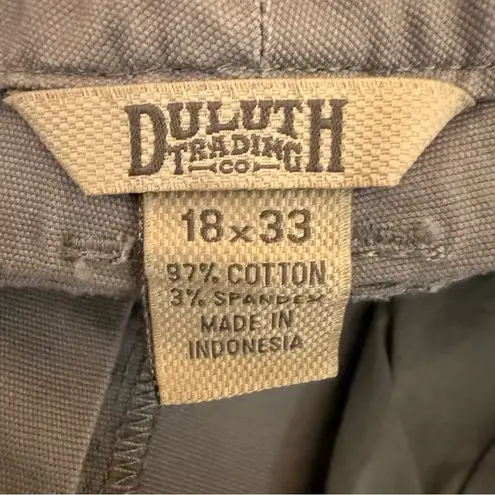 DULUTH
TRADING
CO
18x33
97% COTTON
3% SPANDEX
MADE IN
INDONESIA